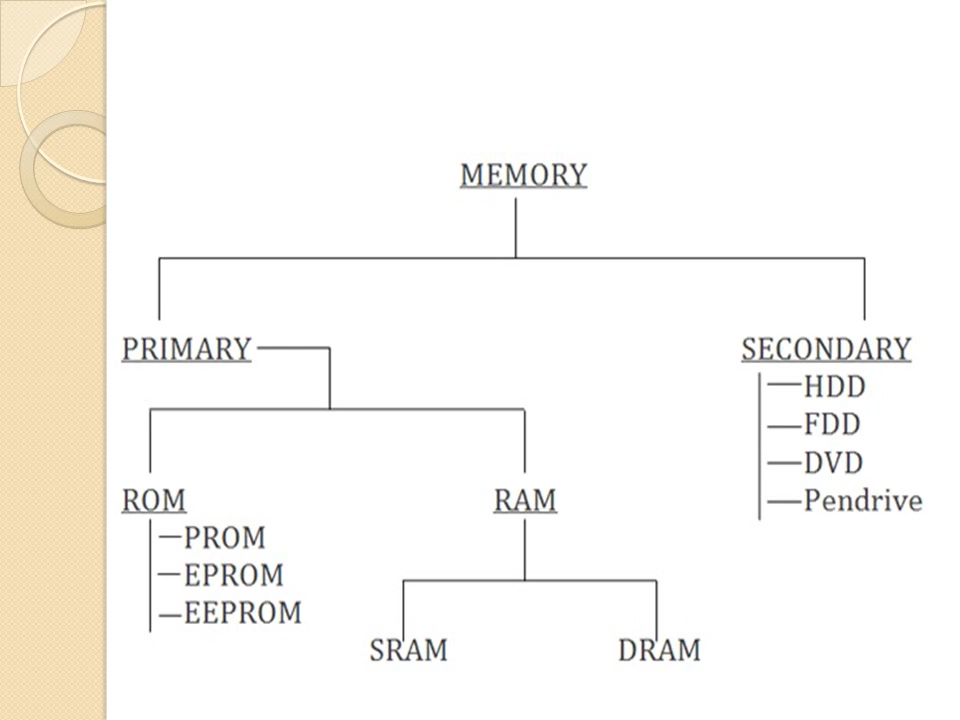 MEMORY
PRIMARY
SECONDARY
HDD
FDD
DVD
Pendrive
ROM
RAM
PROM
EPROM
EEPROM
SRAM
DRAM